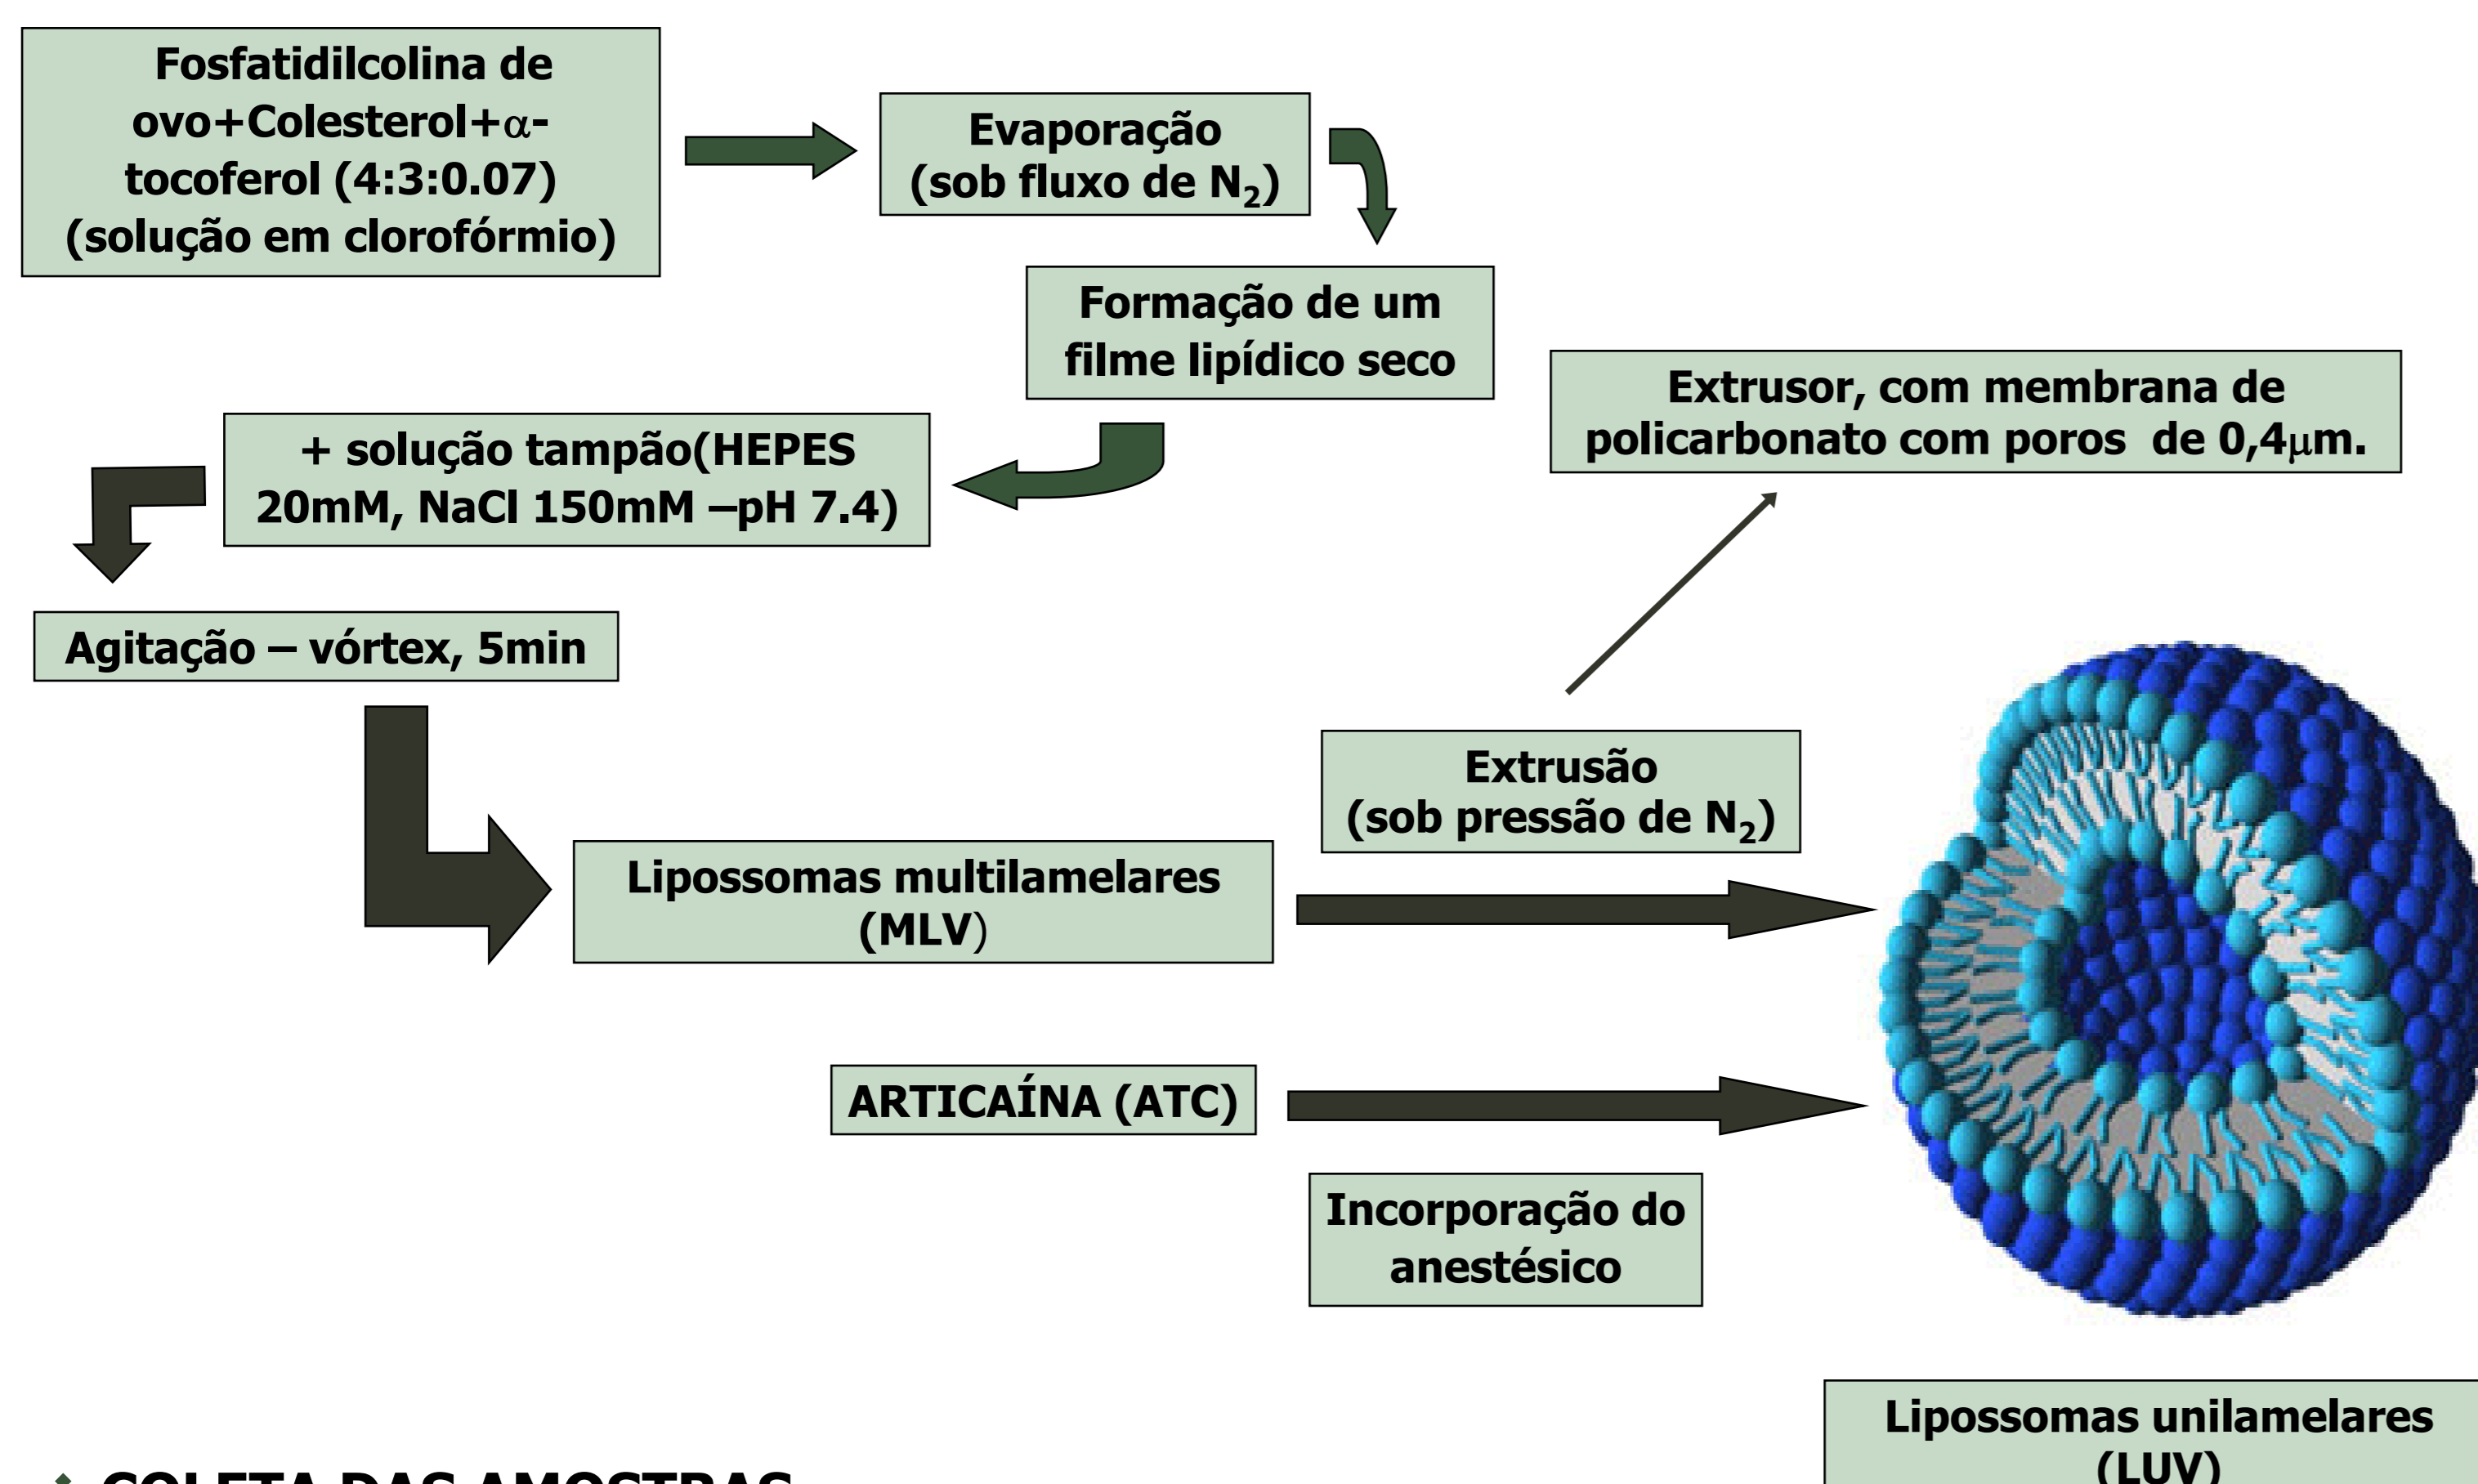 Fosfatidilcolina de
ovo+Colesterol+α-
tocoferol (4:3:0.07)
(solução em clorofórmio)
Evaporação
(sob fluxo de N₂)
Formação de um
filme lipídico seco
+ solução tampão(HEPES
20mM, NaCl 150mM –pH 7.4)
Agitação – vórtex, 5min
Lipossomas multilamelares
(MLV)
Extrusão
(sob pressão de N₂)
Extrusor, com membrana de
policarbonato com poros de 0,4μm.
ARTICAÍNA (ATC)
Incorporação do
anestésico
Lipossomas unilamelares
(LUV)
COLETA DAS AMOSTRAS